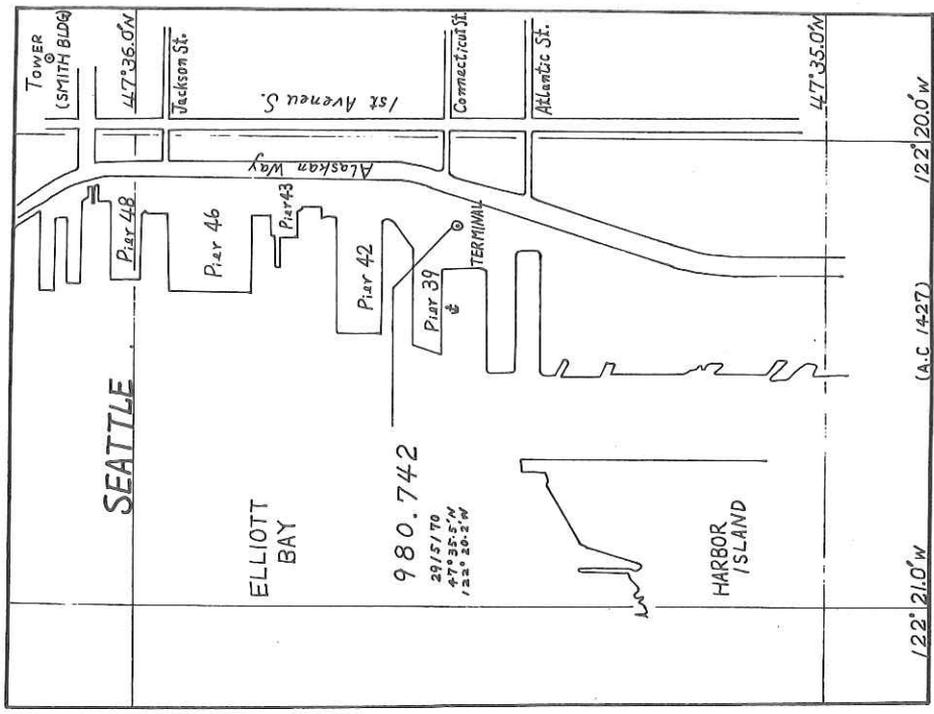 TOWER
(SMITH BLDG)
SEATTLE
Pier 48
47°36.0'N
Jackson St.
Pier 46
ELLIOTT
BAY
Pier 43
Alaskan Way
1st Aveneu S.
Pier 42
980.742
29/5/70
47° 35.5'N
122° 20.2'W
Pier 39
TERMINAL
Connecticut St.
Atlantic St.
HARBOR
ISLAND
47°35.0'N
122° 21.0'W
(A.C 1427)
122° 20.0'W